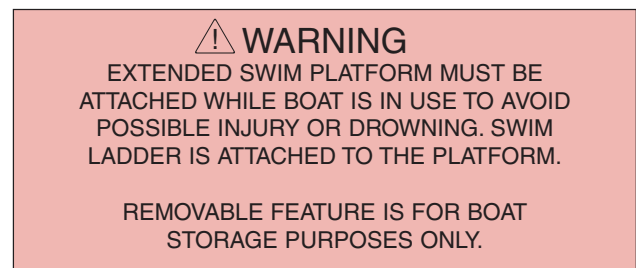 ⚠ WARNING
EXTENDED SWIM PLATFORM MUST BE
ATTACHED WHILE BOAT IS IN USE TO AVOID
POSSIBLE INJURY OR DROWNING. SWIM
LADDER IS ATTACHED TO THE PLATFORM.
REMOVABLE FEATURE IS FOR BOAT
STORAGE PURPOSES ONLY.